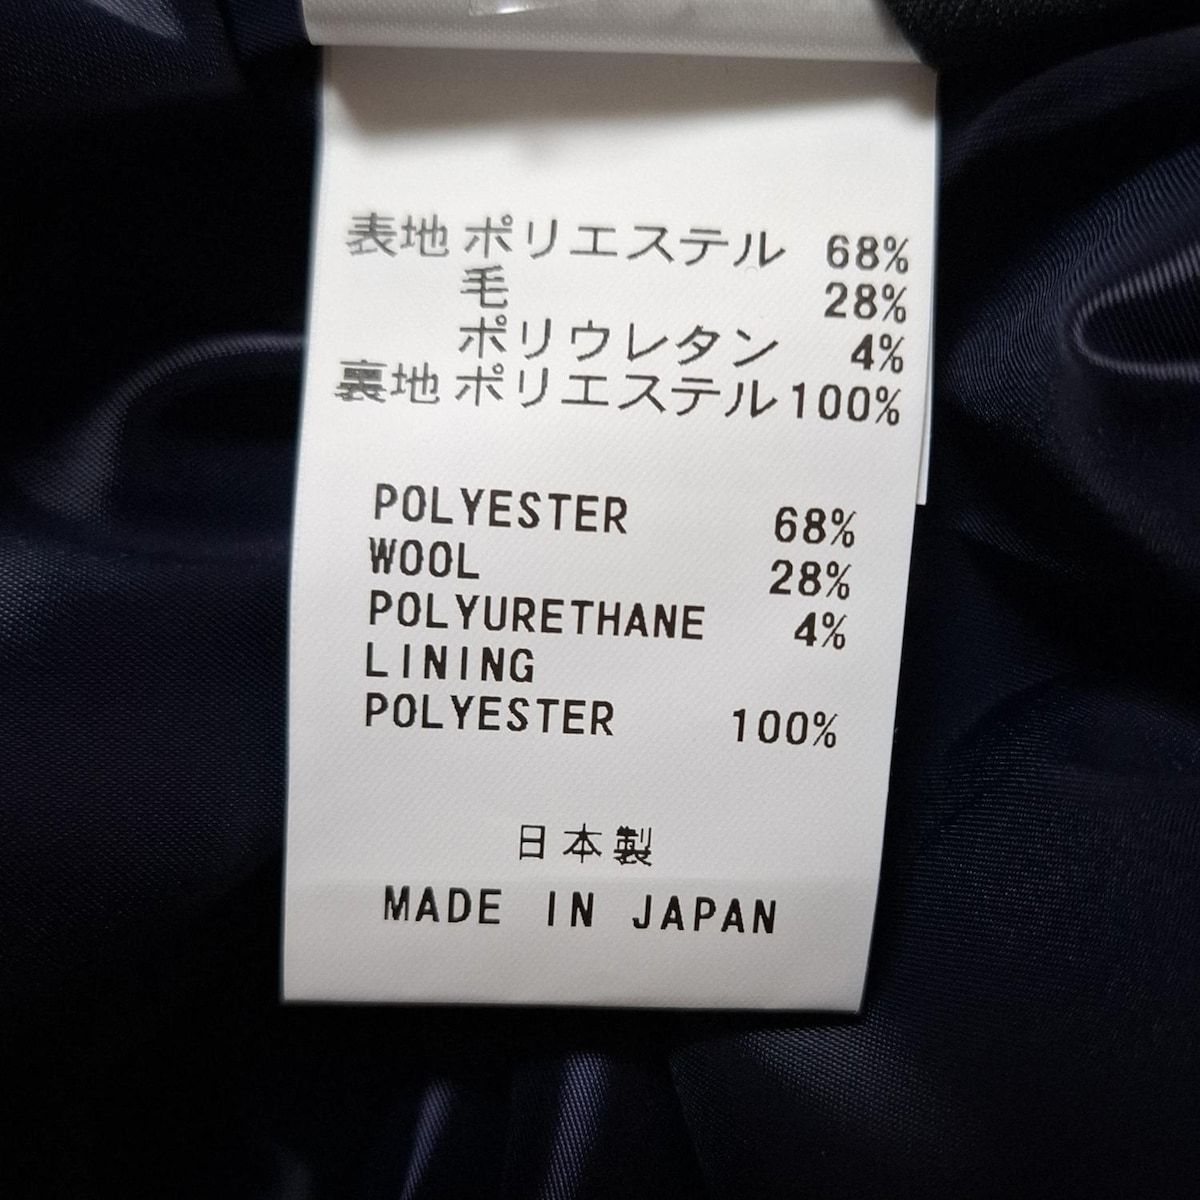 表地 ポリエステル 68%
毛 28%
ポリウレタン 4%
裏地 ポリエステル 100%
POLYESTER 68%
WOOL 28%
POLYURETHANE 4%
LINING
POLYESTER 100%
日本製
MADE IN JAPAN